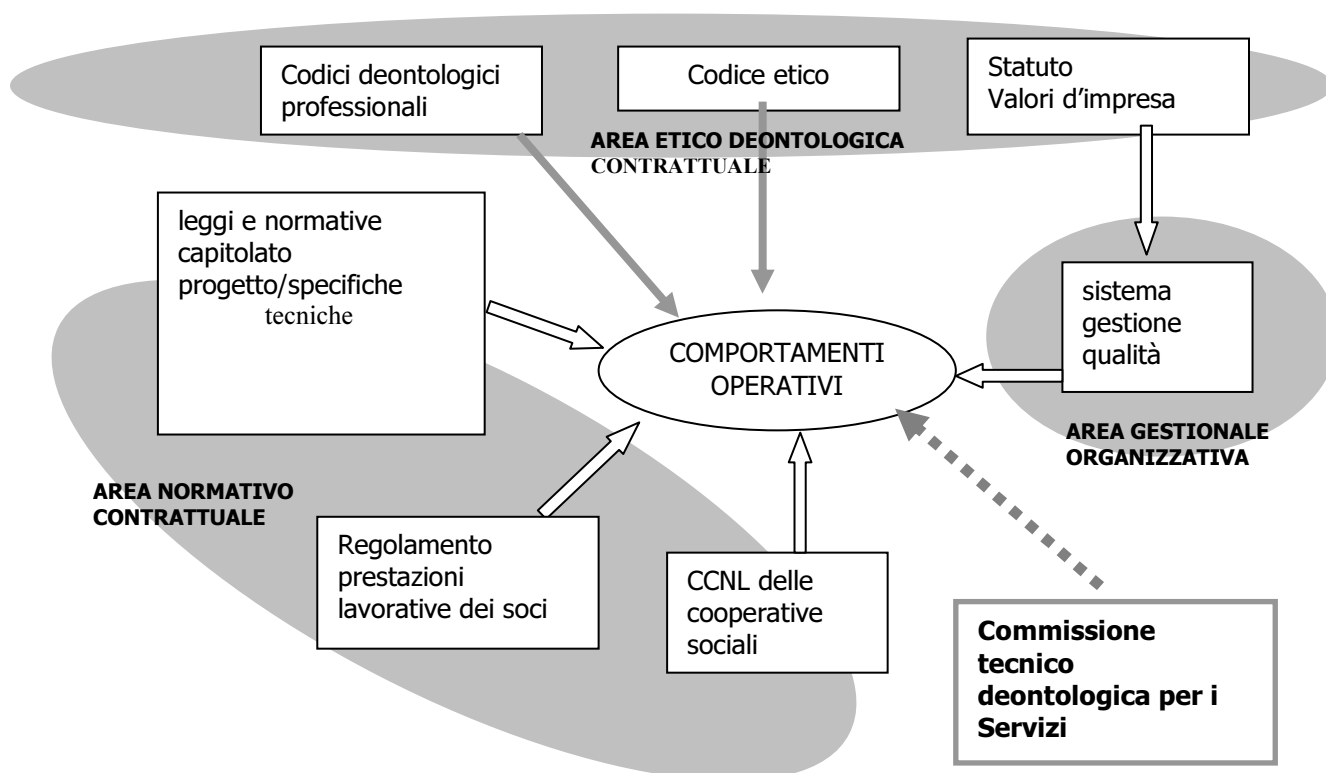 Codici deontologici
professionali
Codice etico
Statuto
Valori d'impresa
AREA ETICO DEONTOLOGICA
CONTRATTUALE
leggi e normative
capitolato
progetto/specifiche
tecniche
sistema
gestione
qualità
COMPORTAMENTI
OPERATIVI
AREA GESTIONALE
ORGANIZZATIVA
AREA NORMATIVO
CONTRATTUALE
Regolamento
prestazioni
lavorative dei soci
CCNL delle
cooperative
sociali
Commissione
tecnico
deontologica per i
Servizi